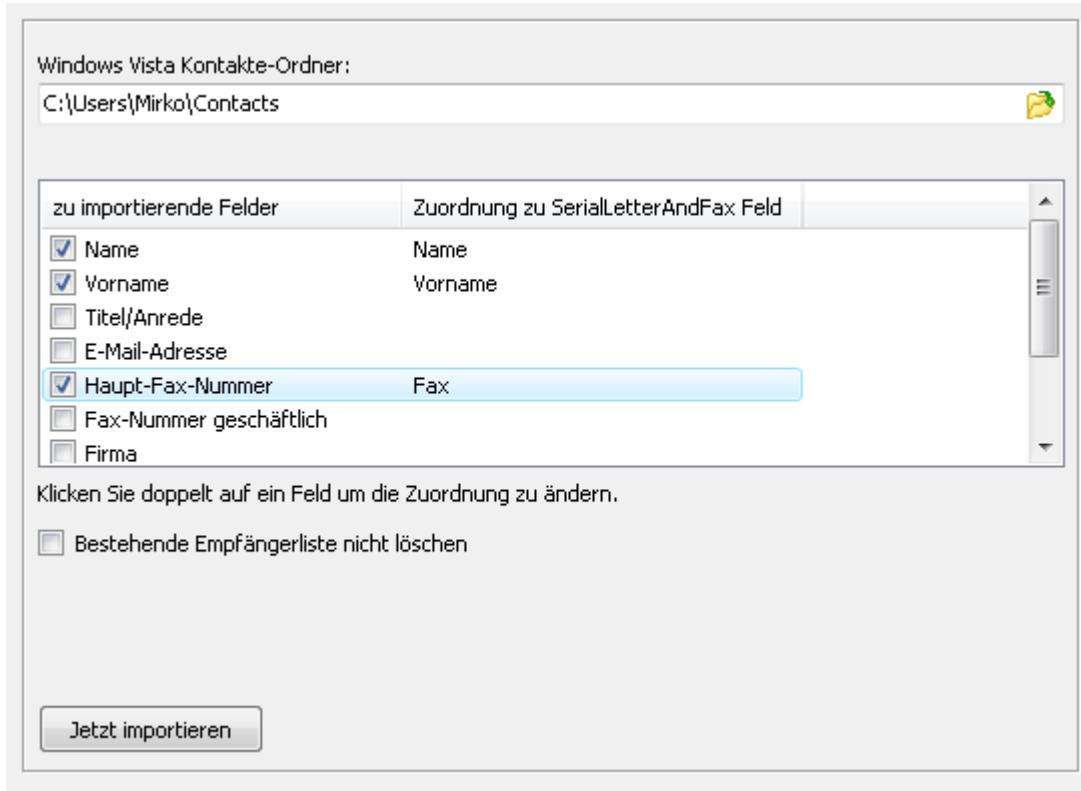 Windows Vista Kontakte-Ordner:
C:\Users\Mirko\Contacts
zu importierende Felder Zuordnung zu SerialLetterAndFax Feld
Name Name
Vorname Vorname
Titel/Anrede
E-Mail-Adresse
Haupt-Fax-Nummer Fax
Fax-Nummer geschäftlich
Firma
Klicken Sie doppelt auf ein Feld um die Zuordnung zu ändern.
Bestehende Empfängerliste nicht löschen
Jetzt importieren